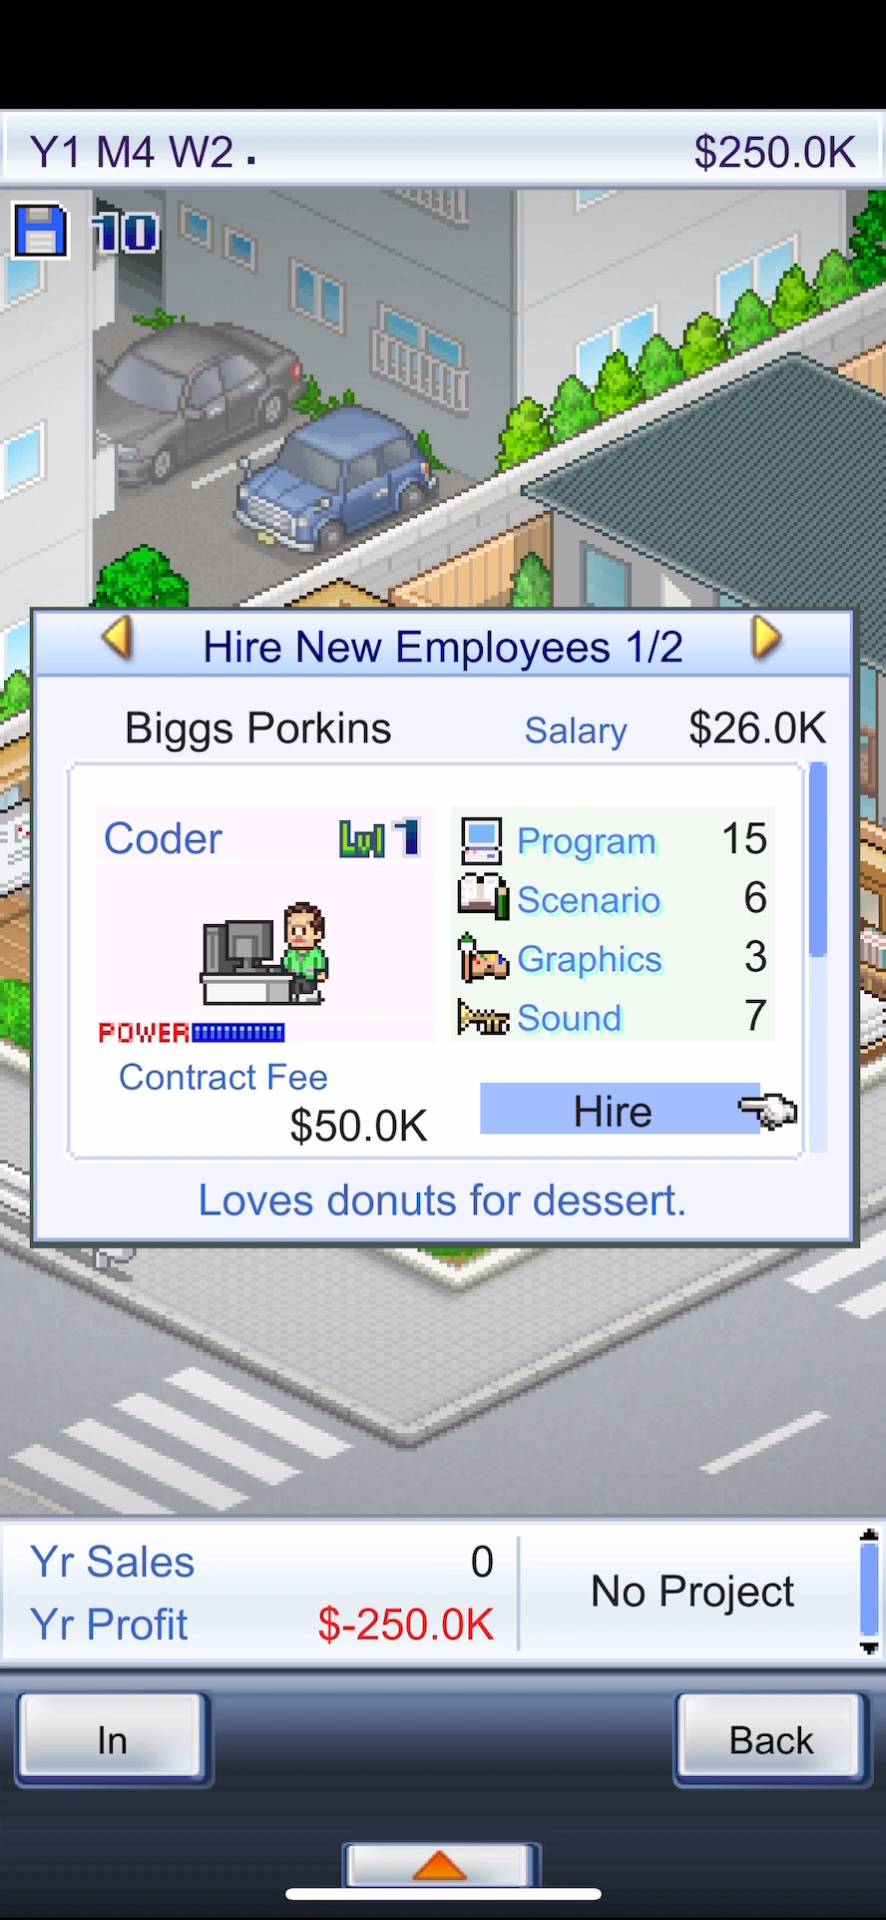 Y1 M4 W2 . $250.0K
10
Hire New Employees 1/2
Biggs Porkins Salary $26.0K
Coder Lvl 1
Program 15
Scenario 6
Graphics 3
Sound 7
POWER
Contract Fee
$50.0K
Hire
Loves donuts for dessert.
Yr Sales 0
Yr Profit $-250.0K
No Project
In
Back